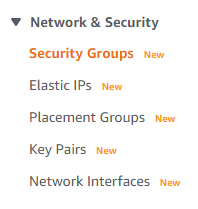 Network & Security
Security Groups New
Elastic IPs New
Placement Groups New
Key Pairs New
Network Interfaces New